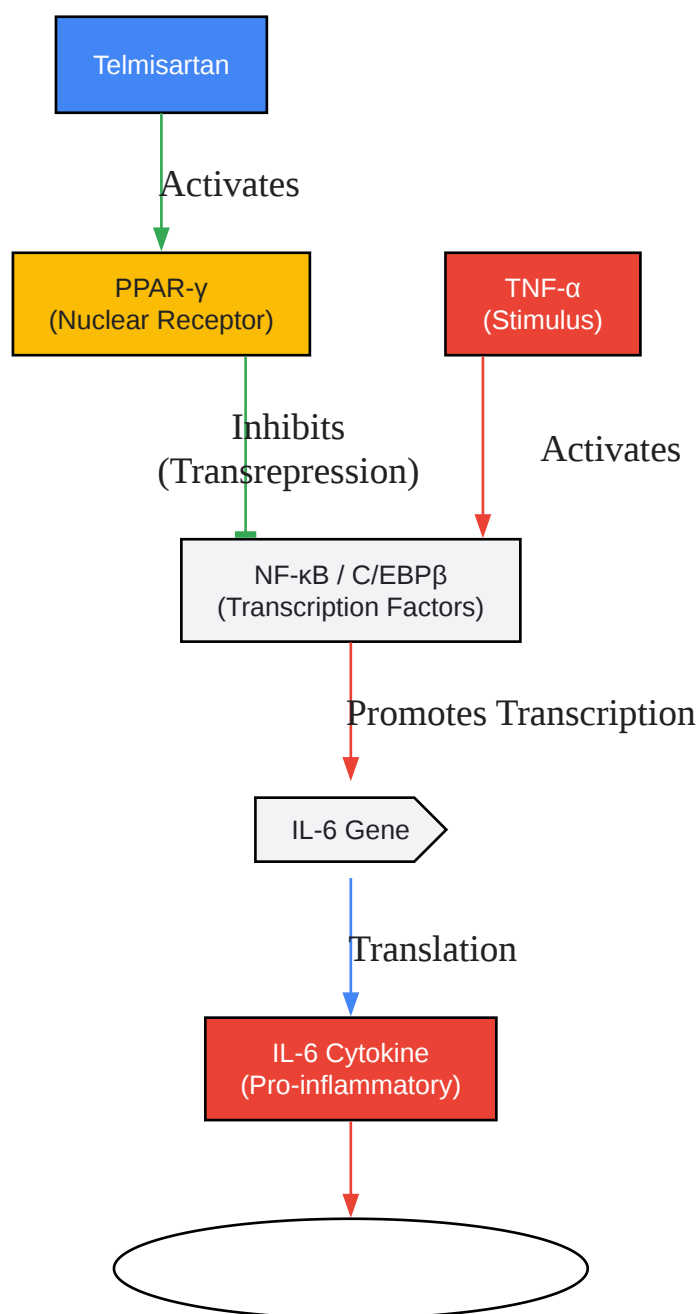 Telmisartan
Activates
PPAR-γ
(Nuclear Receptor)
TNF-α
(Stimulus)
Inhibits
(Transrepression)
Activates
NF-κB / C/EBPβ
(Transcription Factors)
Promotes Transcription
IL-6 Gene
Translation
IL-6 Cytokine
(Pro-inflammatory)